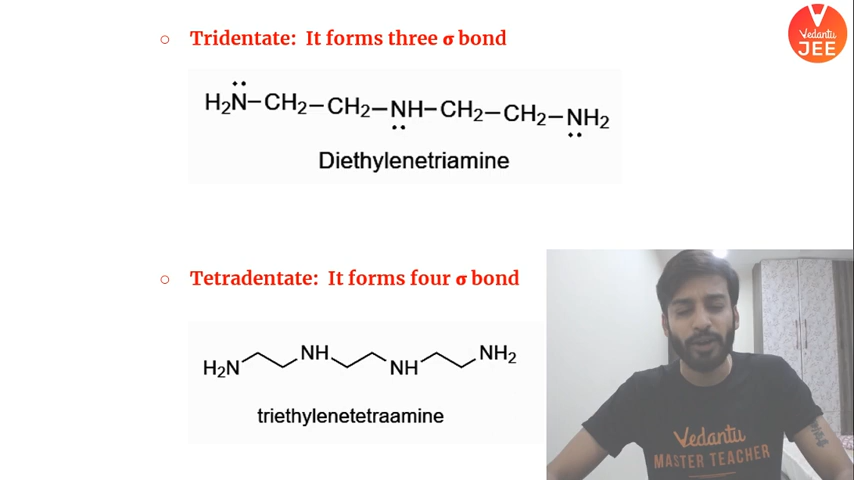 Vedantu
JEE
Tridentate: It forms three σ bond
H₂N–CH₂–CH₂–NH–CH₂–CH₂–NH₂
Diethylenetriamine
Tetradentate: It forms four σ bond
H₂N NH NH NH₂
triethylenetetraamine
Vedantu
MASTER TEACHER